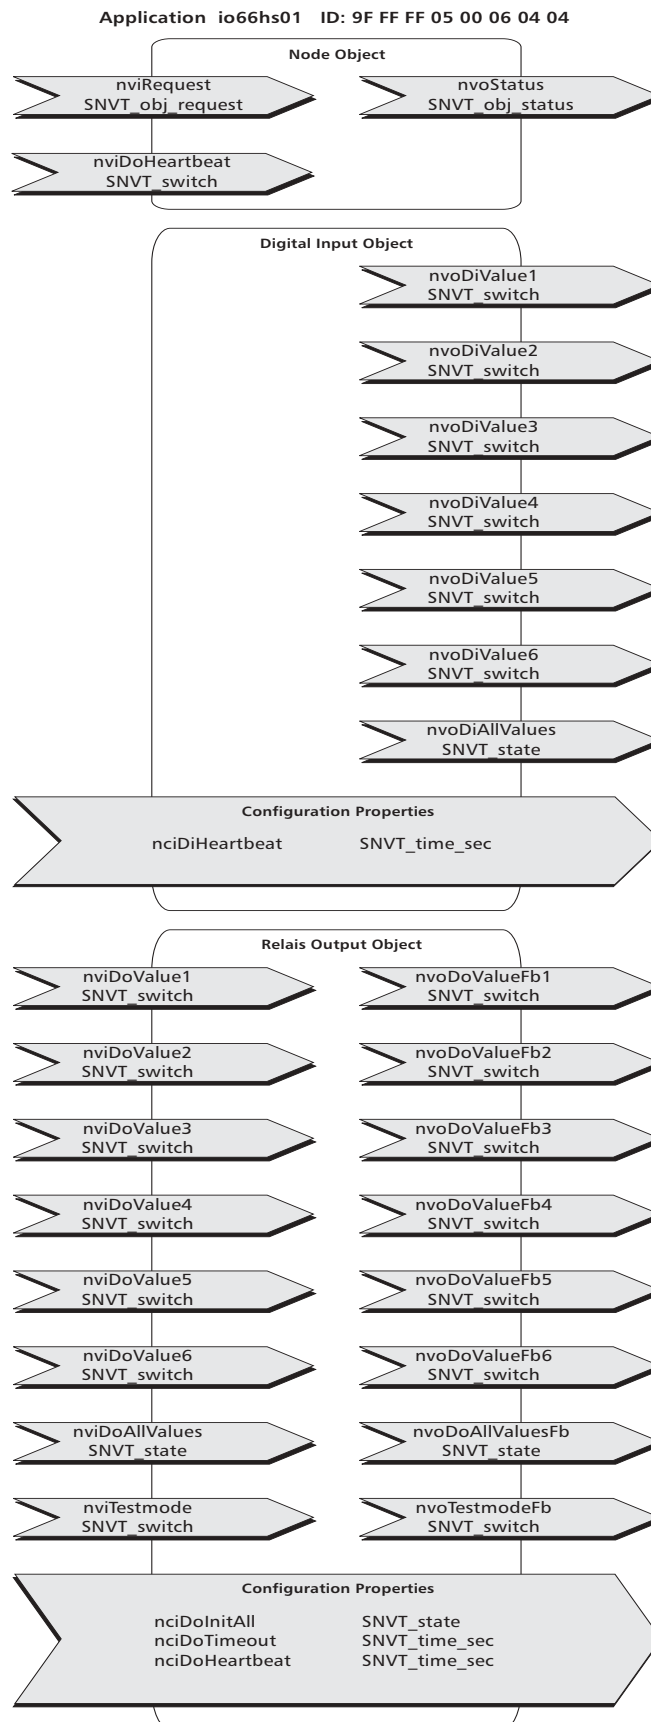 Application io66hs01 ID: 9F FF FF 05 00 06 04 04
Node Object
nviRequest
SNVT_obj_request
nvoStatus
SNVT_obj_status
nviDoHeartbeat
SNVT_switch
Digital Input Object
nvoDiValue1
SNVT_switch
nvoDiValue2
SNVT_switch
nvoDiValue3
SNVT_switch
nvoDiValue4
SNVT_switch
nvoDiValue5
SNVT_switch
nvoDiValue6
SNVT_switch
nvoDiAllValues
SNVT_state
Configuration Properties
nciDiHeartbeat SNVT_time_sec
Relais Output Object
nviDoValue1
SNVT_switch
nvoDoValueFb1
SNVT_switch
nviDoValue2
SNVT_switch
nvoDoValueFb2
SNVT_switch
nviDoValue3
SNVT_switch
nvoDoValueFb3
SNVT_switch
nviDoValue4
SNVT_switch
nvoDoValueFb4
SNVT_switch
nviDoValue5
SNVT_switch
nvoDoValueFb5
SNVT_switch
nviDoValue6
SNVT_switch
nvoDoValueFb6
SNVT_switch
nviDoAllValues
SNVT_state
nvoDoAllValuesFb
SNVT_state
nviTestmode
SNVT_switch
nvoTestmodeFb
SNVT_switch
Configuration Properties
nciDoInitAll SNVT_state
nciDoTimeout SNVT_time_sec
nciDoHeartbeat SNVT_time_sec